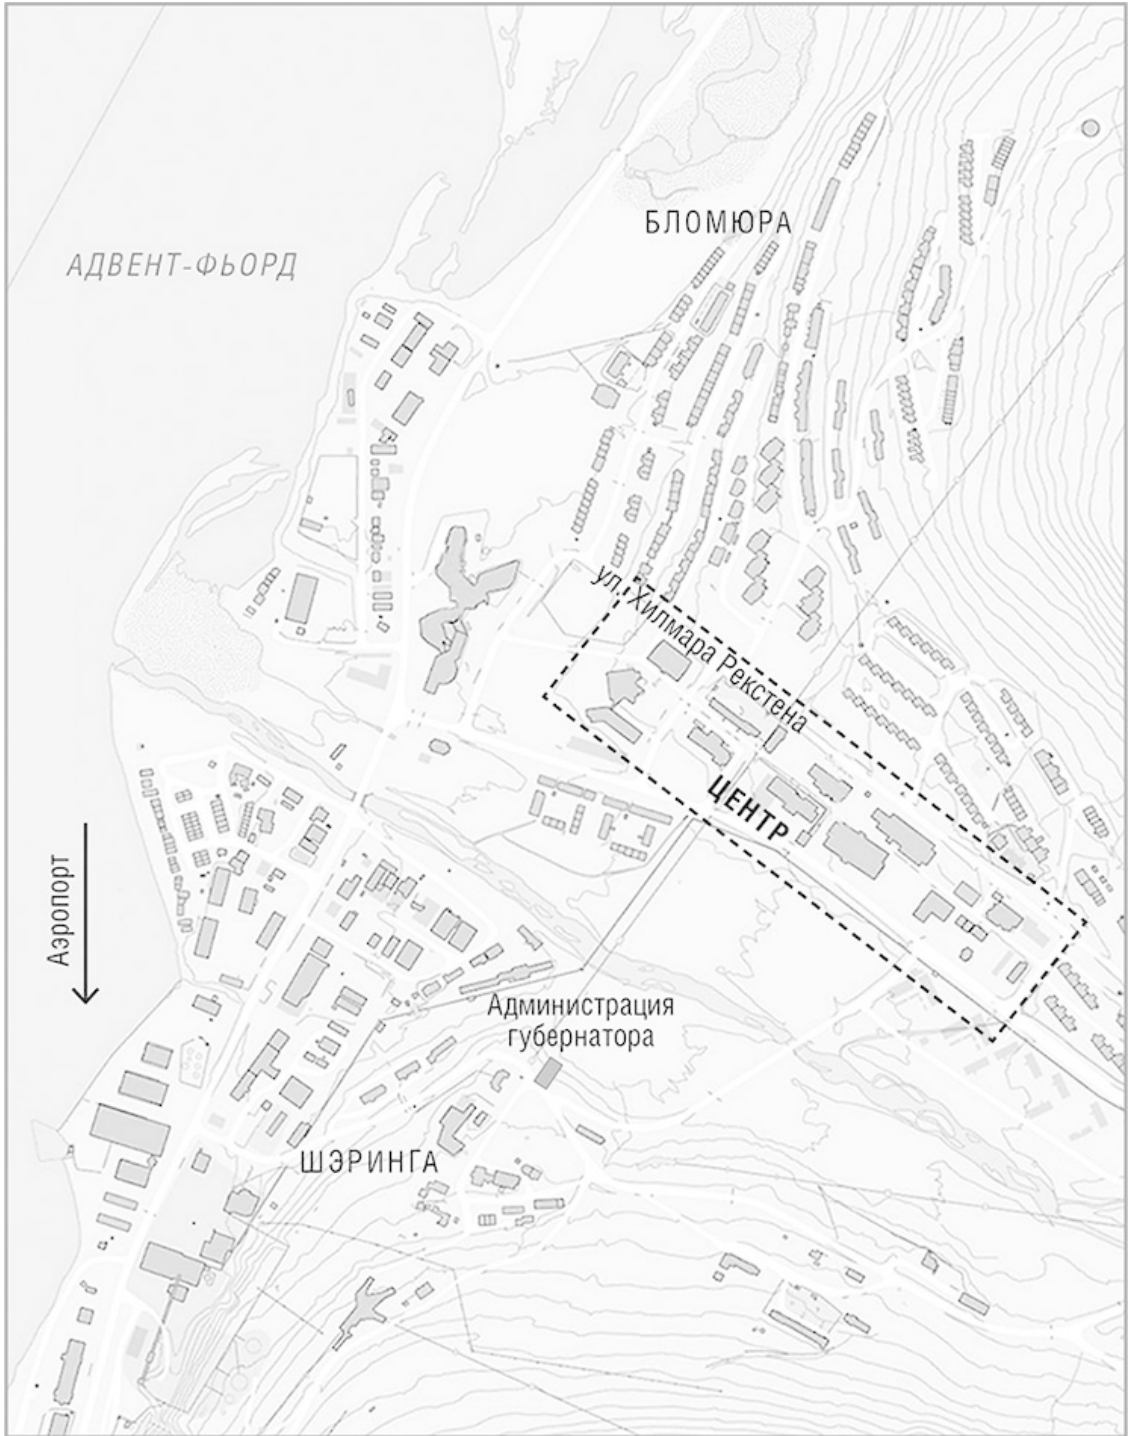 БЛОМЮРА
АДВЕНТ-ФЬОРД
ул. Хилмара Рекстена
ЦЕНТР
Аэропорт
Администрация
губернатора
ШЭРИНГА